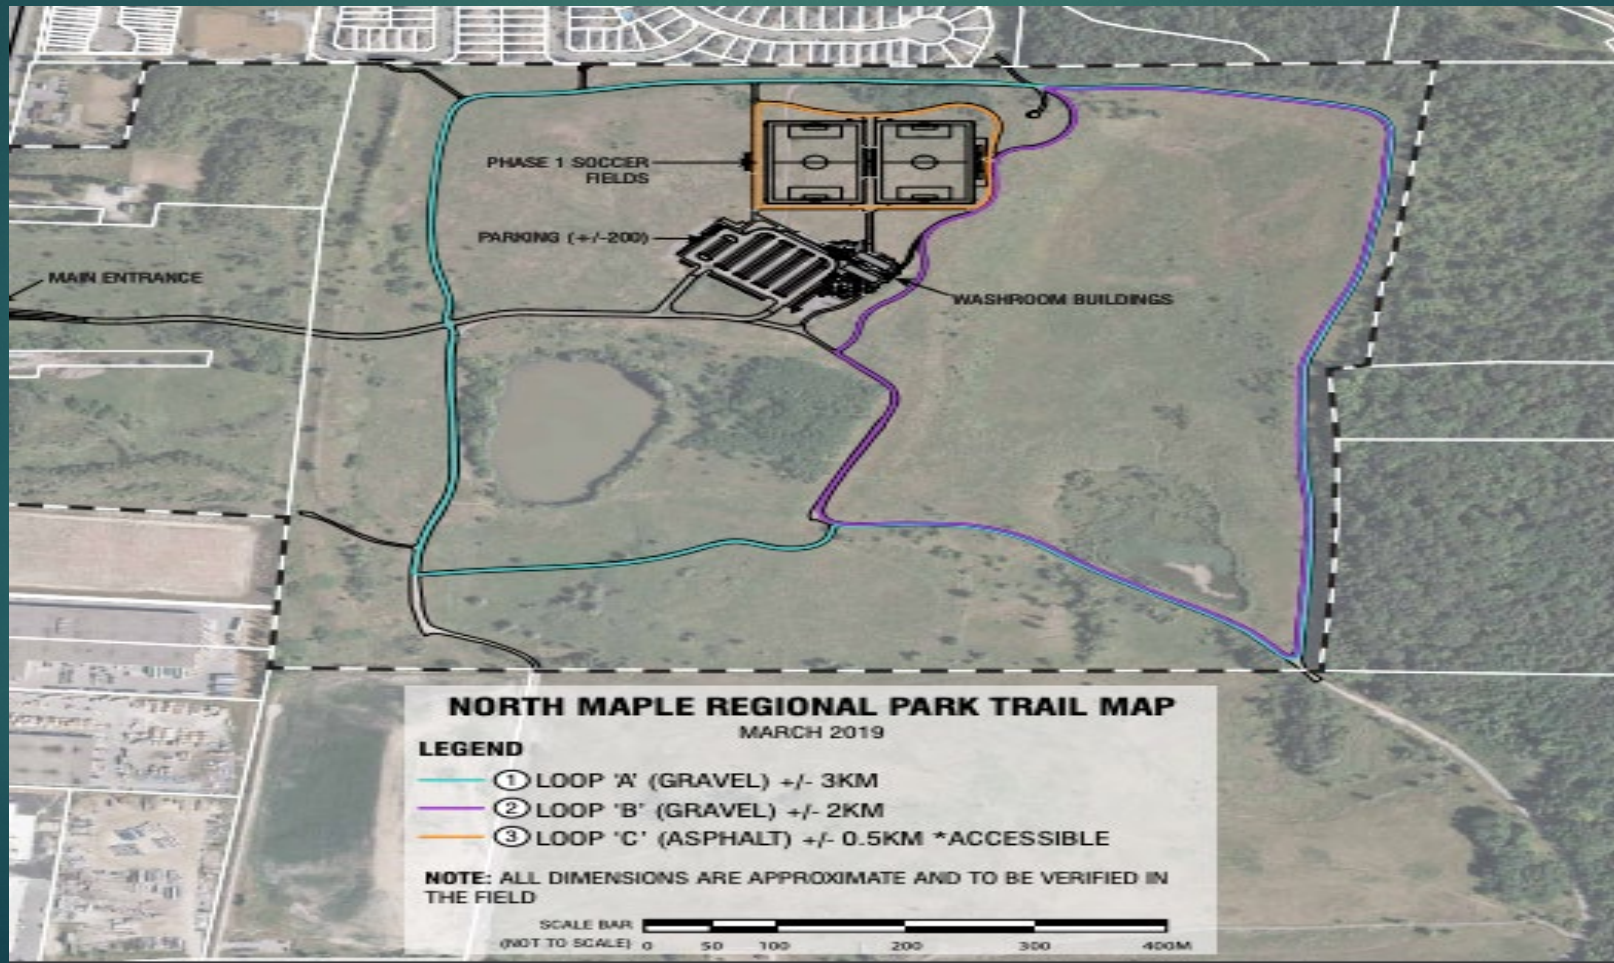 PHASE 1 SOCCER
FIELDS
PARKING (+/-200)
MAIN ENTRANCE
WASHROOM BUILDINGS
NORTH MAPLE REGIONAL PARK TRAIL MAP
MARCH 2019
LEGEND
1 LOOP 'A' (GRAVEL) +/- 3KM
2 LOOP 'B' (GRAVEL) +/- 2KM
3 LOOP 'C' (ASPHALT) +/- 0.5KM *ACCESSIBLE
NOTE: ALL DIMENSIONS ARE APPROXIMATE AND TO BE VERIFIED IN
THE FIELD
SCALE BAR
(NOT TO SCALE) 0 50 100 200 300 400M